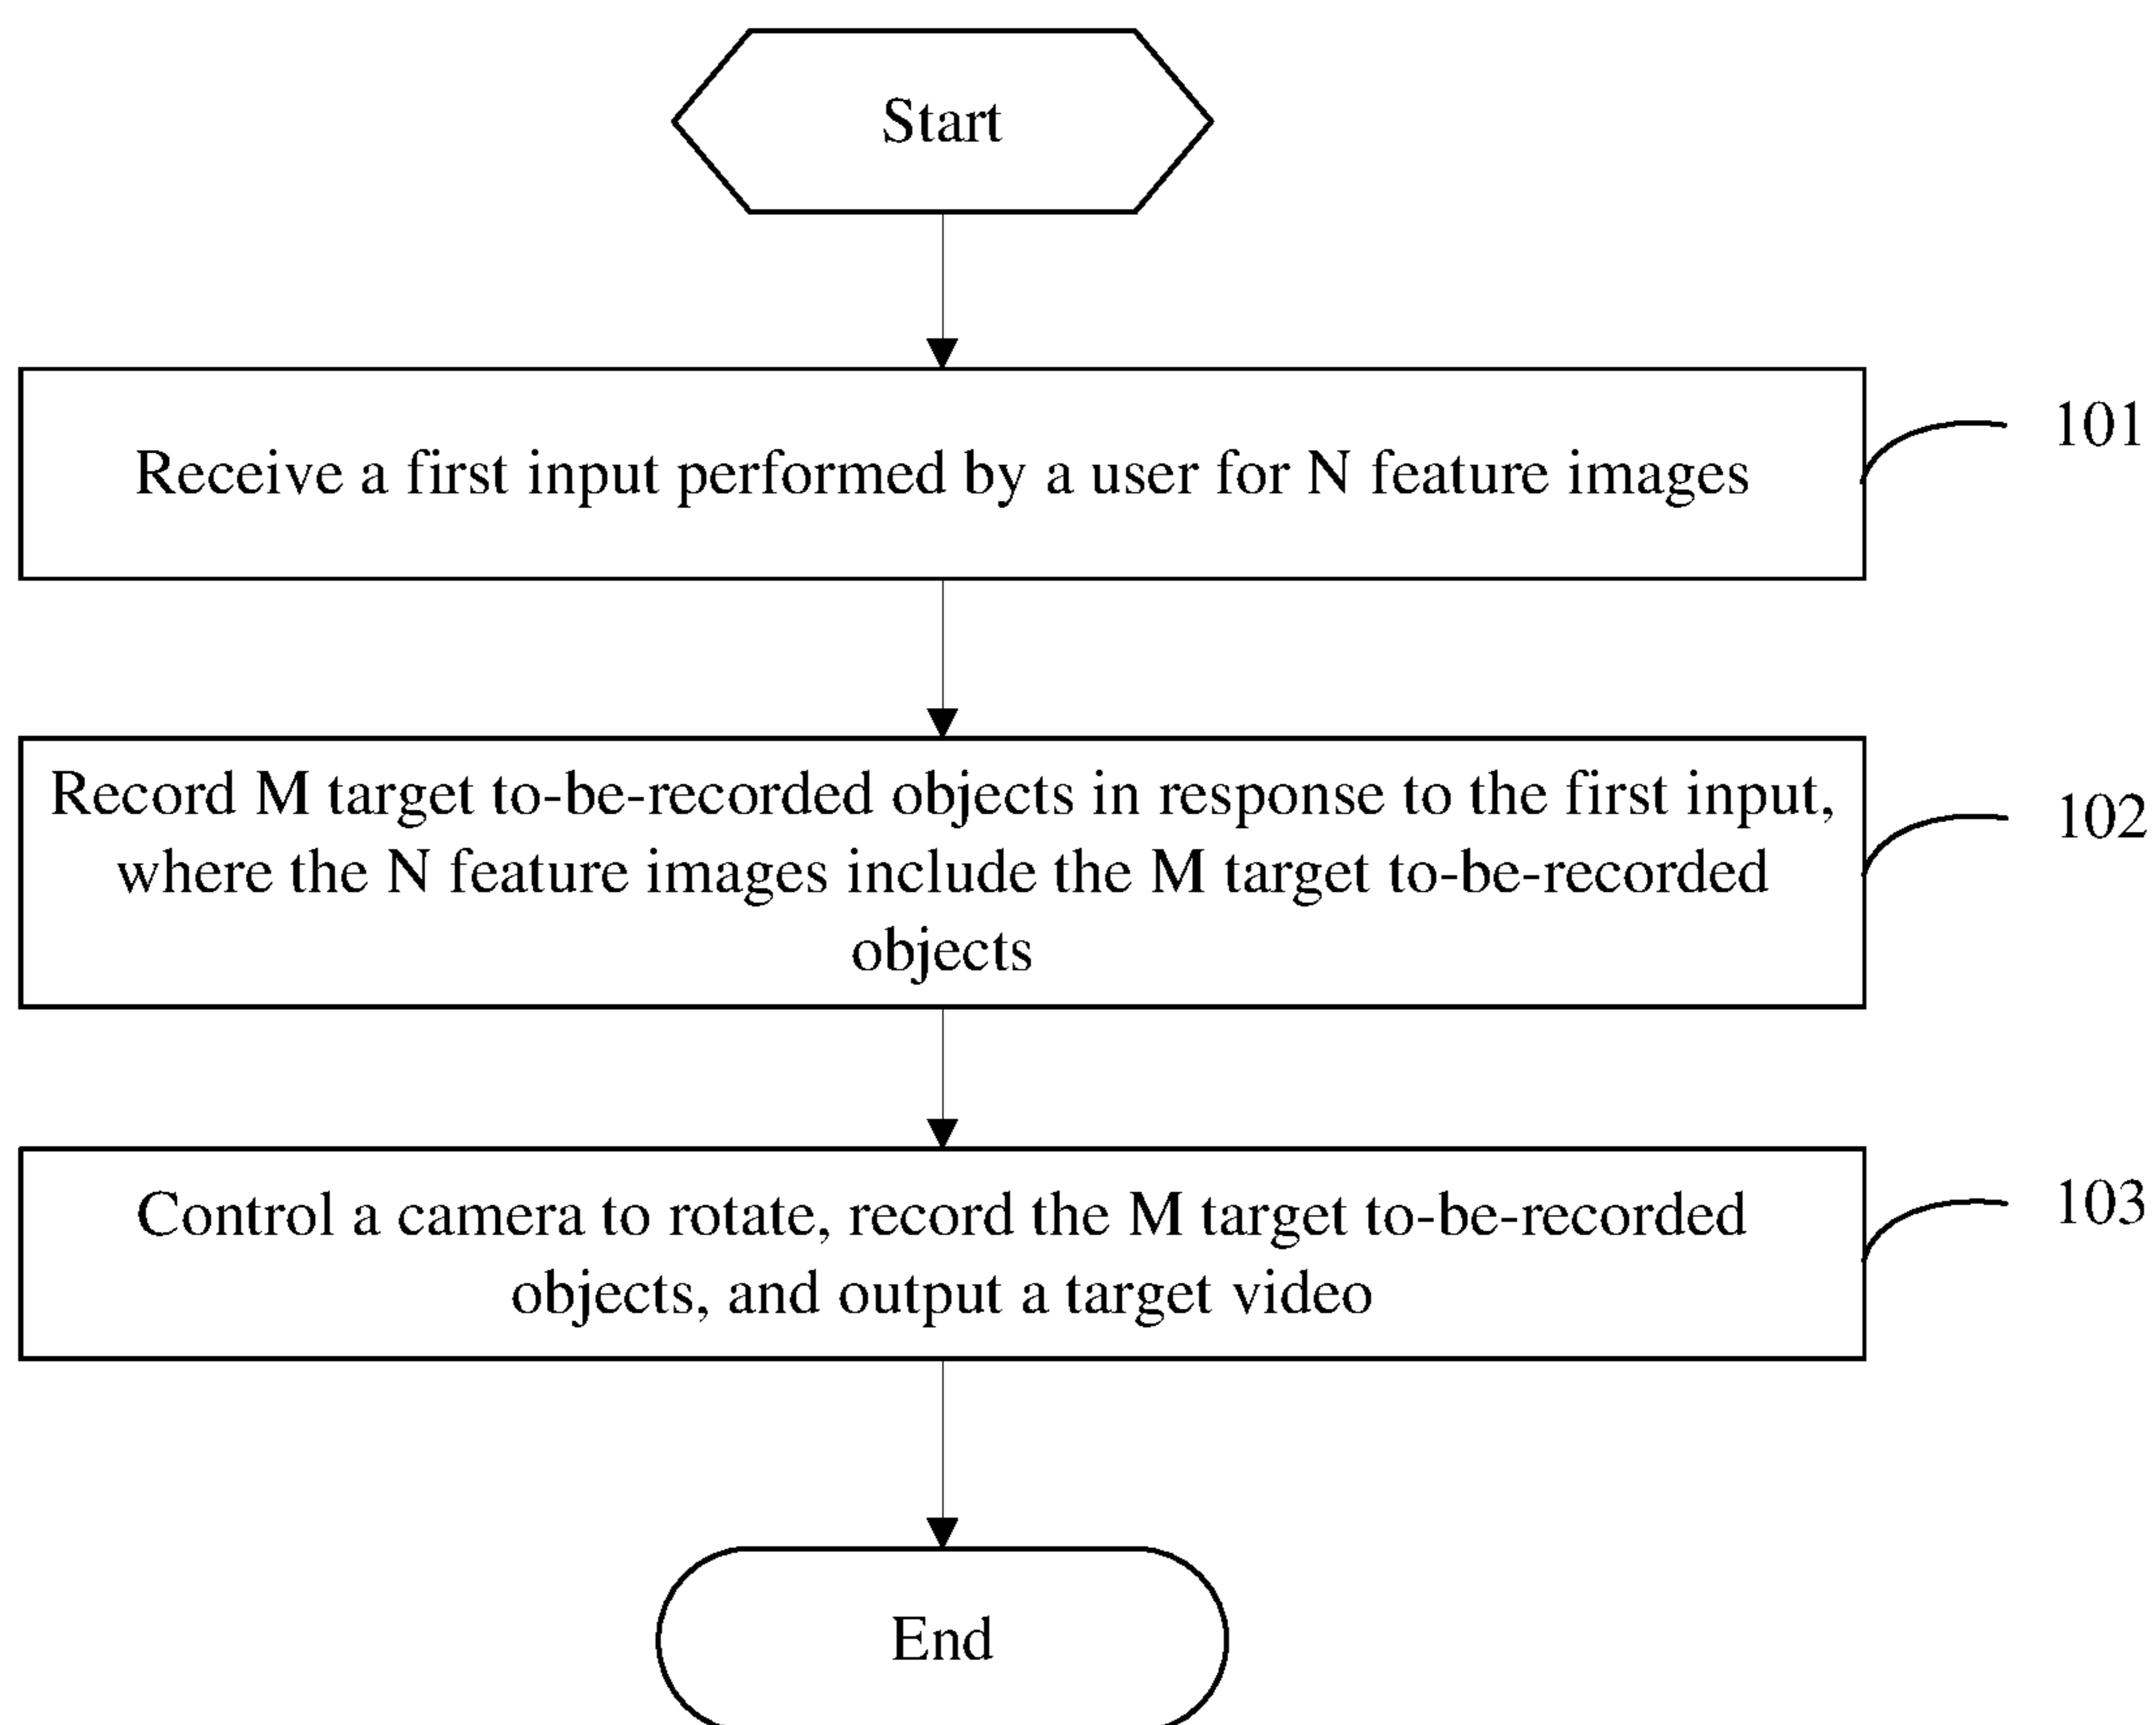 Start
Receive a first input performed by a user for N feature images
101
Record M target to-be-recorded objects in response to the first input,
where the N feature images include the M target to-be-recorded
objects
102
Control a camera to rotate, record the M target to-be-recorded
objects, and output a target video
103
End